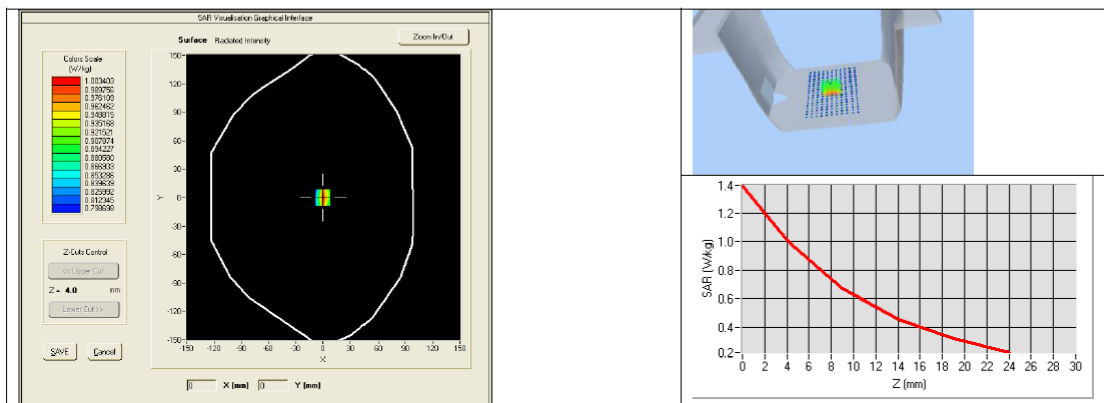 SAR Visualisation Graphical Interface
Surface Radiated Intensity
Zoom In/Out
Colors Scale
(W/kg)
1.003403
0.989756
0.976109
0.962462
0.948815
0.935168
0.921521
0.907874
0.894227
0.880580
0.866933
0.853286
0.839639
0.825992
0.812345
0.798698
Z-Cuts Control
<< Upper Cut
Z = 4.0 mm
Lower Cut >>
SAVE Cancel
150
120
90
60
30
0
-30
-60
-90
-120
-150
Y
-150 -120 -90 -60 -30 0 30 60 90 120 150
X
0 X (mm) 0 Y (mm)
1.4
1.2
1.0
0.8
0.6
0.4
0.2
SAR (W/kg)
0 2 4 6 8 10 12 14 16 18 20 22 24 26 28 30
Z (mm)